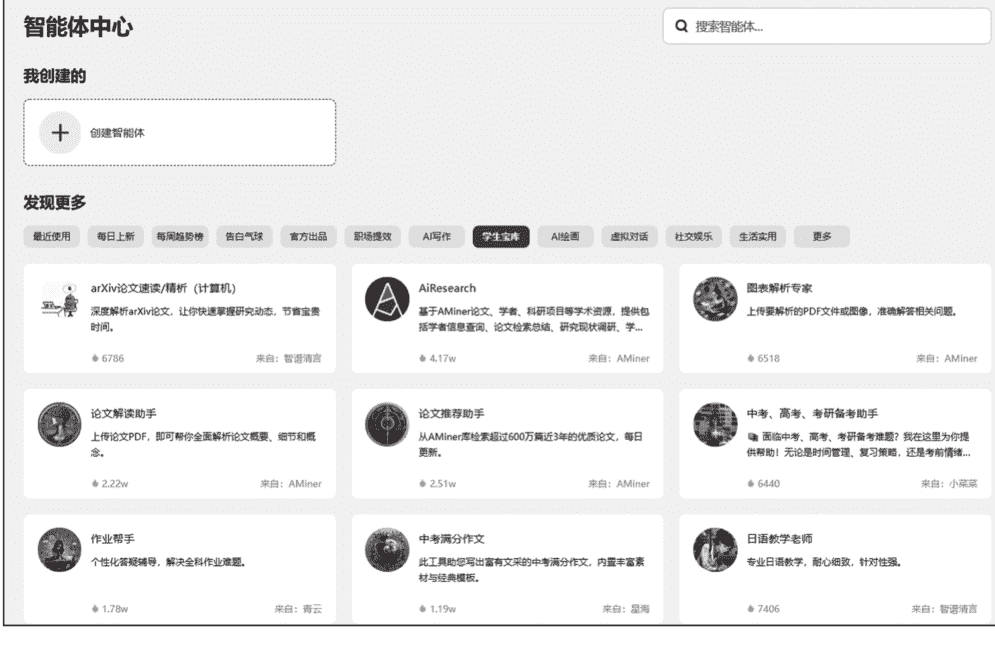 智能体中心
搜索智能体...
我创建的
创建智能体
发现更多
最近使用 每日上新 每周趋势榜 告白气球 官方出品 职场提效 AI写作 学生宝库 AI绘画 虚拟对话 社交娱乐 生活实用 更多
arXiv论文速读/精析（计算机）
深度解析arXiv论文，让你快速掌握研究动态，节省宝贵
时间。
6786 来自：智谱清言
AiResearch
基于AMiner论文、学者、科研项目等学术资源，提供包
括学者信息查询、论文检索总结、研究现状调研、学...
4.17w 来自：AMiner
图表解析专家
上传要解析的PDF文件或图像，准确解答相关问题。
6518 来自：AMiner
论文解读助手
上传论文PDF，即可帮你全面解析论文概要、细节和概
念。
2.22w 来自：AMiner
论文推荐助手
从AMiner库检索超过600万篇近3年的优质论文，每日
更新。
2.51w 来自：AMiner
中考、高考、考研备考助手
面临中考、高考、考研备考难题？我在这里为你提
供帮助！无论是时间管理、复习策略，还是考前情绪...
6440 来自：小菜菜
作业帮手
个性化答疑辅导，解决全科作业难题。
1.78w 来自：青云
中考满分作文
此工具助您写出富有文采的中考满分作文，内置丰富素
材与经典模板。
1.19w 来自：星海
日语教学老师
专业日语教学，耐心细致，针对性强。
7406 来自：智谱清言